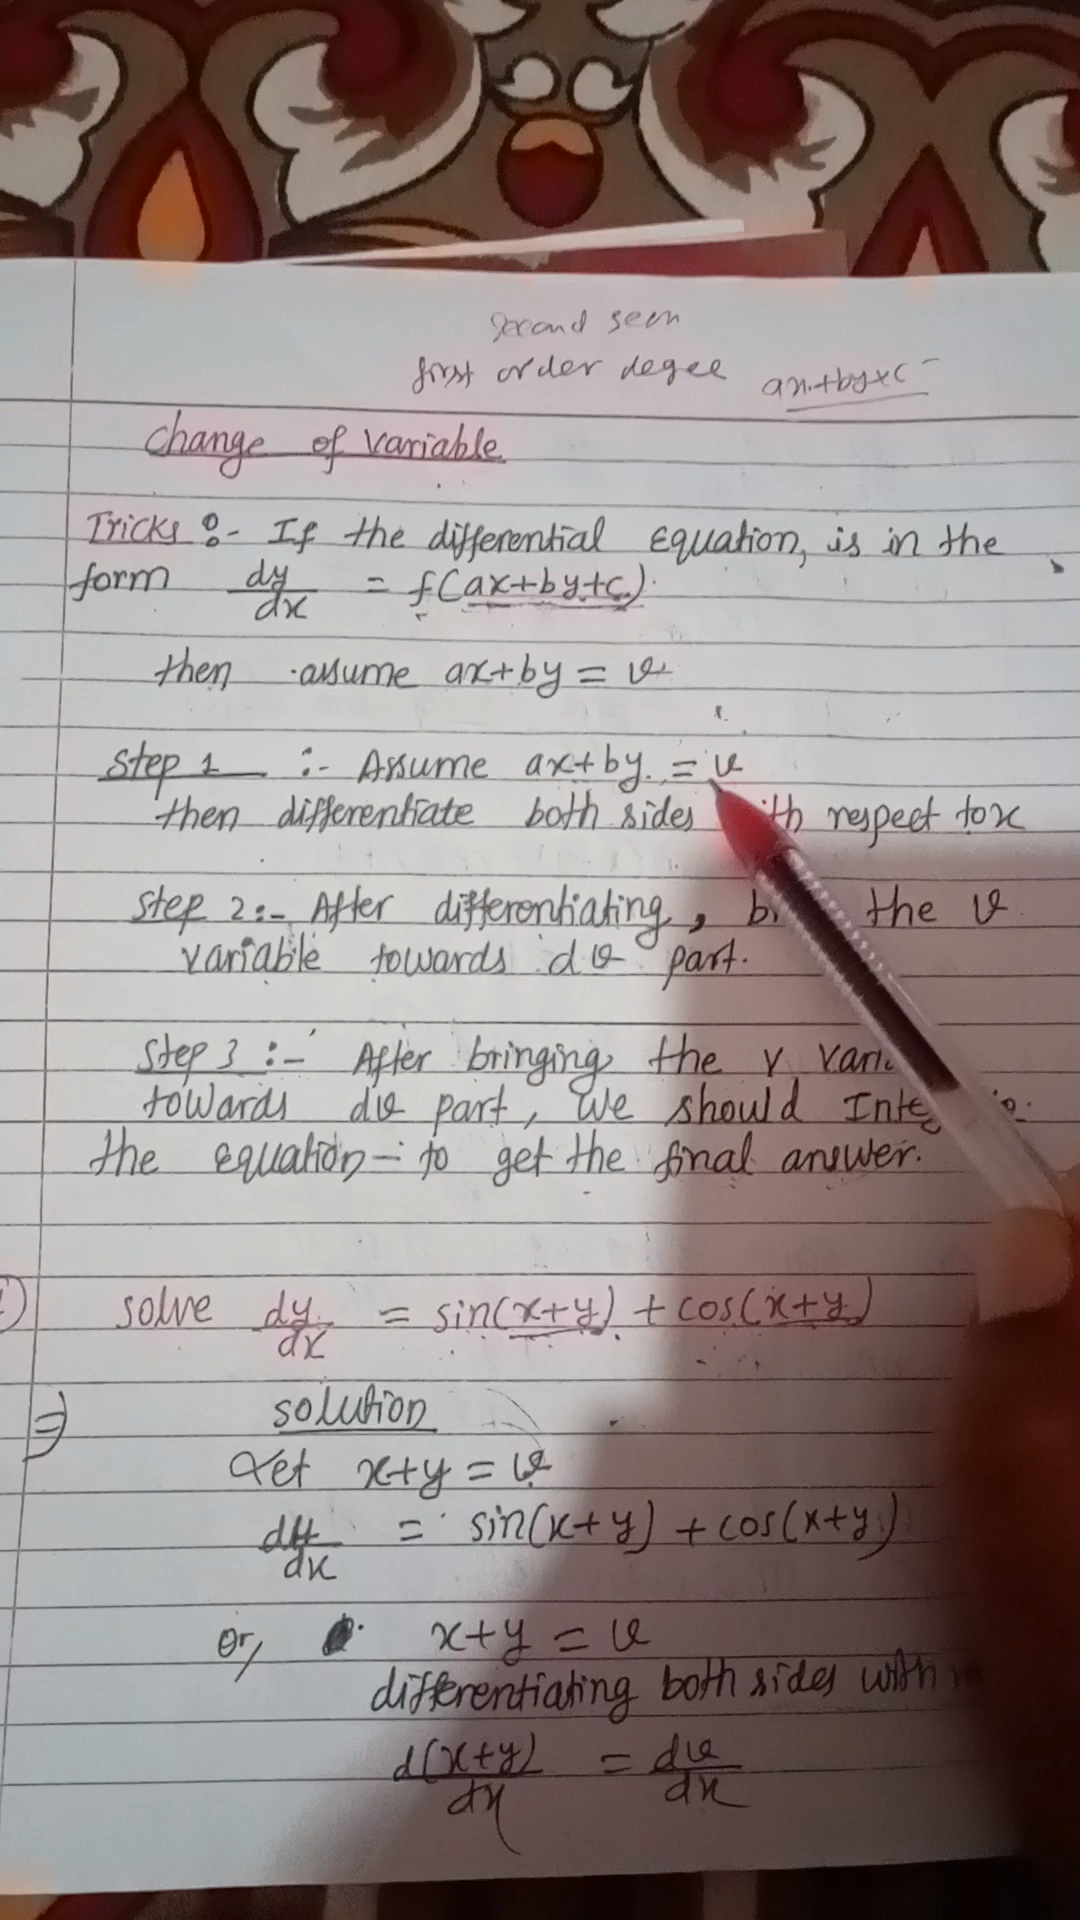 second sem
first order degee ax+by+c
Change of variable
Tricks :- If the differential Equation, is in the
form dy/dx = f(ax+by+c)
then assume ax+by = v
Step 1 :- Assume ax+by = v
then differentiate both sides respect to x
Step 2:- After differentiating, the v
variable towards dv part.
Step 3 :- After bringing the v
towards dv part, we should
the equation - to get the final answer.
solve dy/dx = sin(x+y) + cos(x+y)
⇒ solution
Let x+y = v
dy/dx = sin(x+y) + cos(x+y)
or, x+y = v
differentiating both sides with
d(x+y)/dx = dv/dx